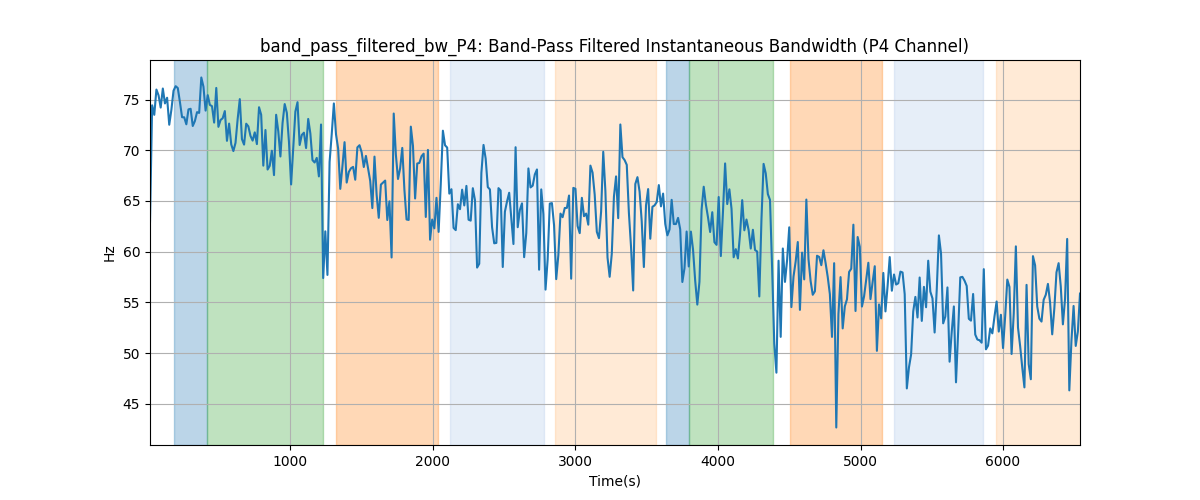 band_pass_filtered_bw_P4: Band-Pass Filtered Instantaneous Bandwidth (P4 Channel)
75
70
65
60
55
50
45
Hz
1000 2000 3000 4000 5000 6000
Time(s)